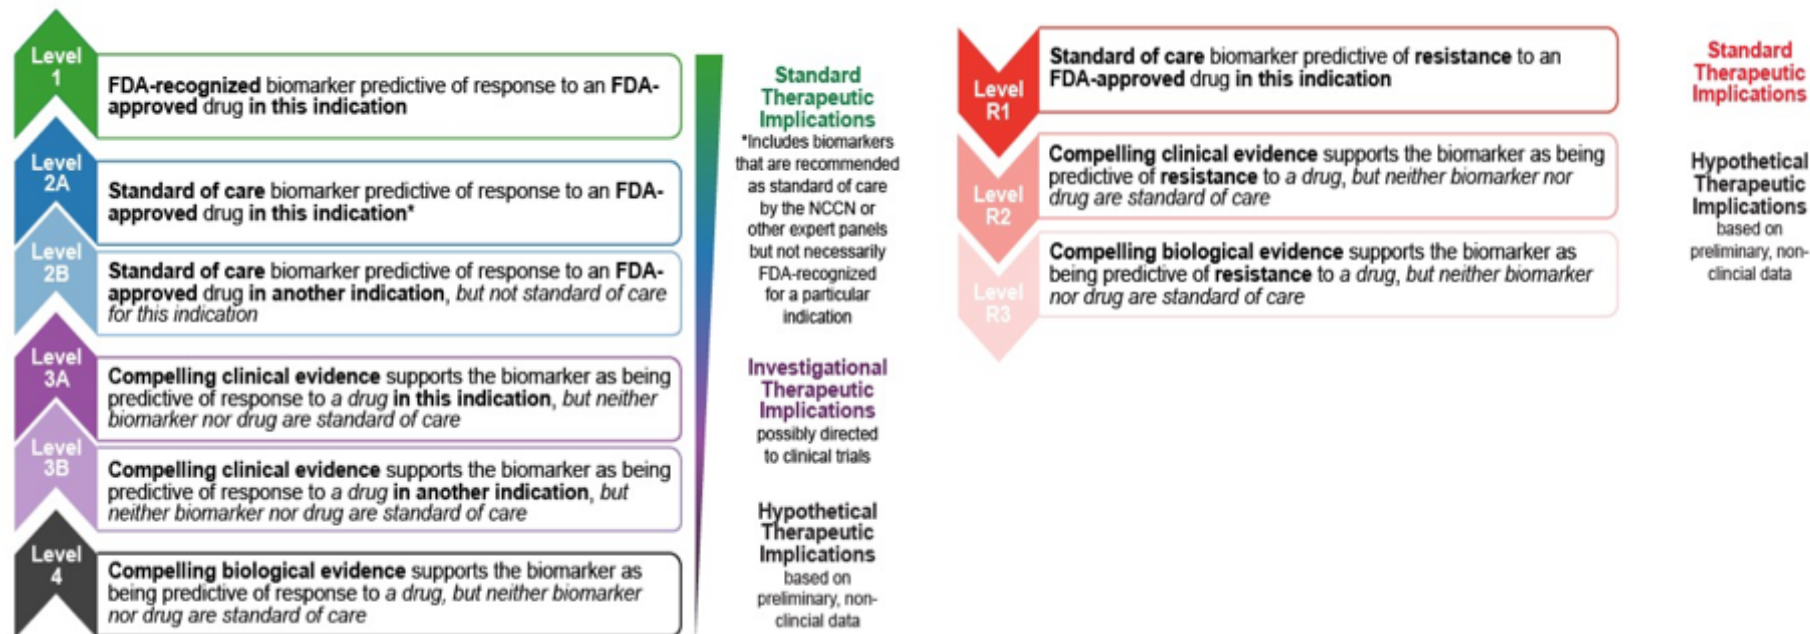 Level
1
FDA-recognized biomarker predictive of response to an FDA-
approved drug in this indication
Level
2A
Standard of care biomarker predictive of response to an FDA-
approved drug in this indication*
Level
2B
Standard of care biomarker predictive of response to an FDA-
approved drug in another indication, but not standard of care
for this indication
Level
3A
Compelling clinical evidence supports the biomarker as being
predictive of response to a drug in this indication, but neither
biomarker nor drug are standard of care
Level
3B
Compelling clinical evidence supports the biomarker as being
predictive of response to a drug in another indication, but
neither biomarker nor drug are standard of care
Level
4
Compelling biological evidence supports the biomarker as
being predictive of response to a drug, but neither biomarker
nor drug are standard of care
Standard
Therapeutic
Implications
*Includes biomarkers
that are recommended
as standard of care
by the NCCN or
other expert panels
but not necessarily
FDA-recognized
for a particular
indication
Investigational
Therapeutic
Implications
possibly directed
to clinical trials
Hypothetical
Therapeutic
Implications
based on
preliminary, non-
clincial data
Level
R1
Standard of care biomarker predictive of resistance to an
FDA-approved drug in this indication
Level
R2
Compelling clinical evidence supports the biomarker as being
predictive of resistance to a drug, but neither biomarker nor
drug are standard of care
Level
R3
Compelling biological evidence supports the biomarker as
being predictive of resistance to a drug, but neither biomarker
nor drug are standard of care
Standard
Therapeutic
Implications
Hypothetical
Therapeutic
Implications
based on
preliminary, non-
clincial data